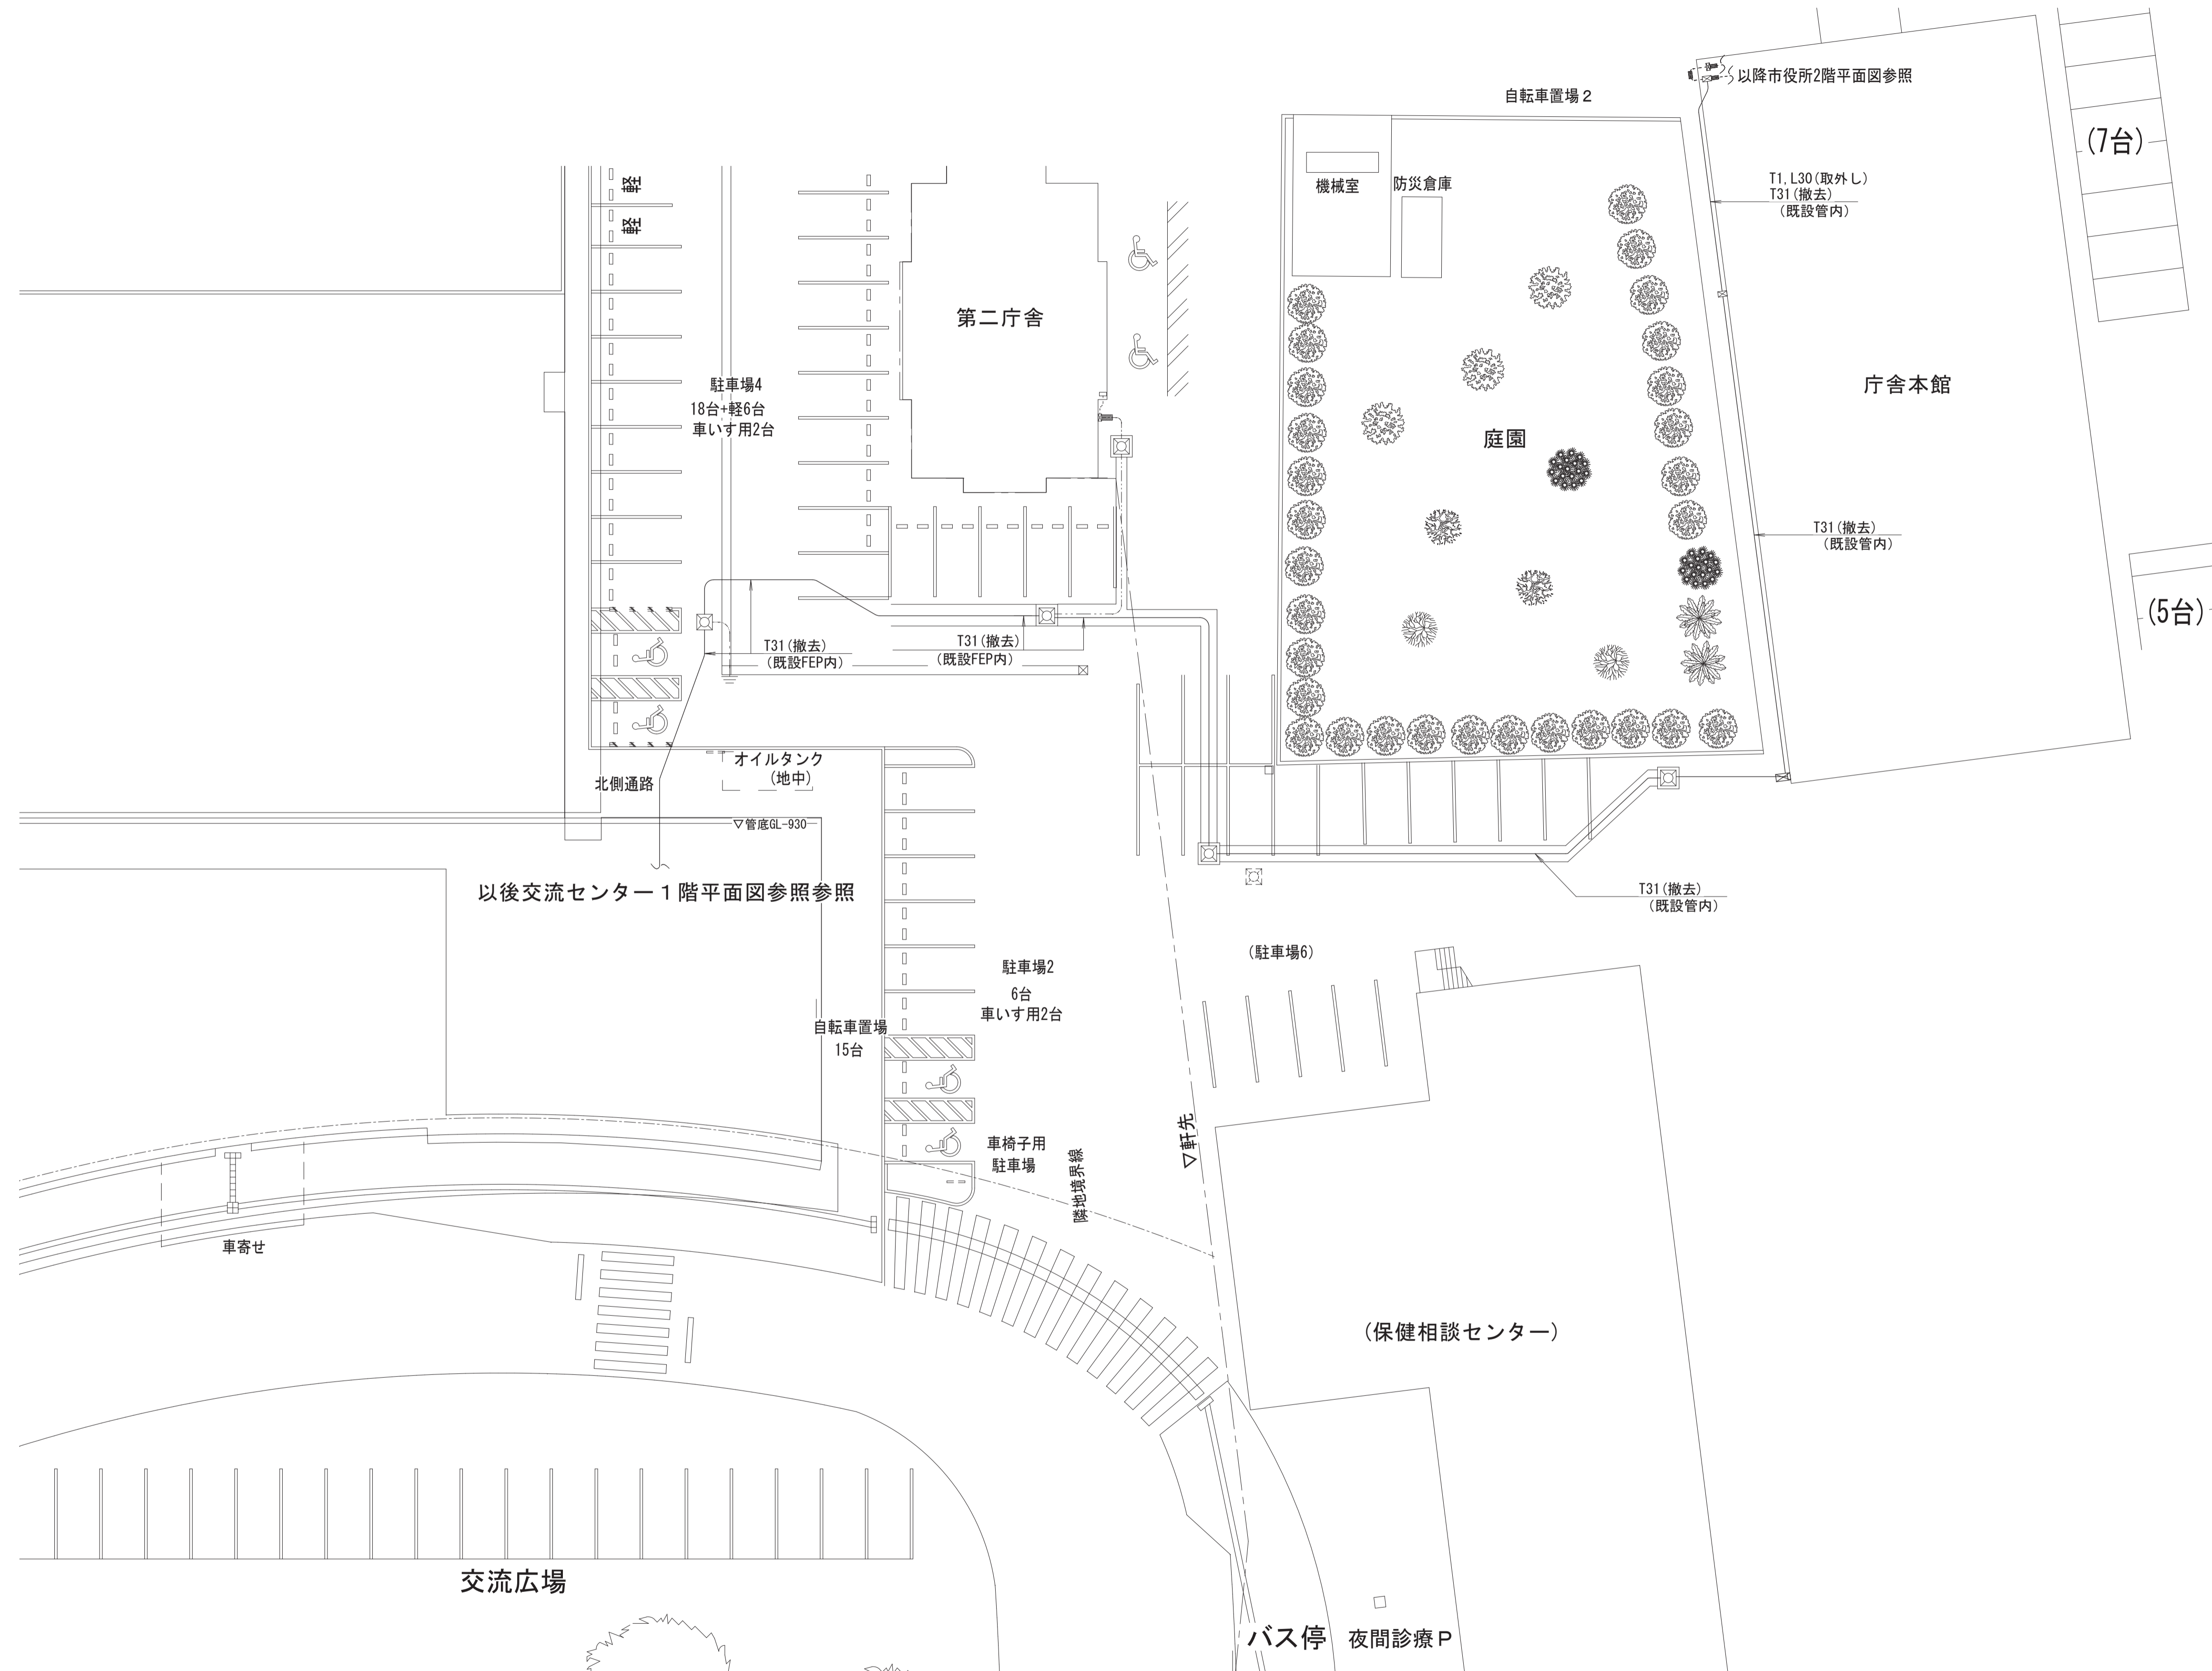 以降市役所2階平面図参照
自転車置場2
(7台)
機械室
防災倉庫
T1,L30(取外し)
T31(撤去)
(既設管内)
軽
軽
第二庁舎
駐車場4
18台+軽6台
車いす用2台
庁舎本館
庭園
T31(撤去)
(既設管内)
(5台)
T31(撤去)
(既設FEP内)
T31(撤去)
(既設FEP内)
オイルタンク
(地中)
北側通路
▽管底GL-930
以後交流センター1階平面図参照参照
T31(撤去)
(既設管内)
(駐車場6)
駐車場2
6台
車いす用2台
自転車置場
15台
車椅子用
駐車場
隣地境界線
▽軒先
車寄せ
(保健相談センター)
交流広場
バス停
夜間診療P